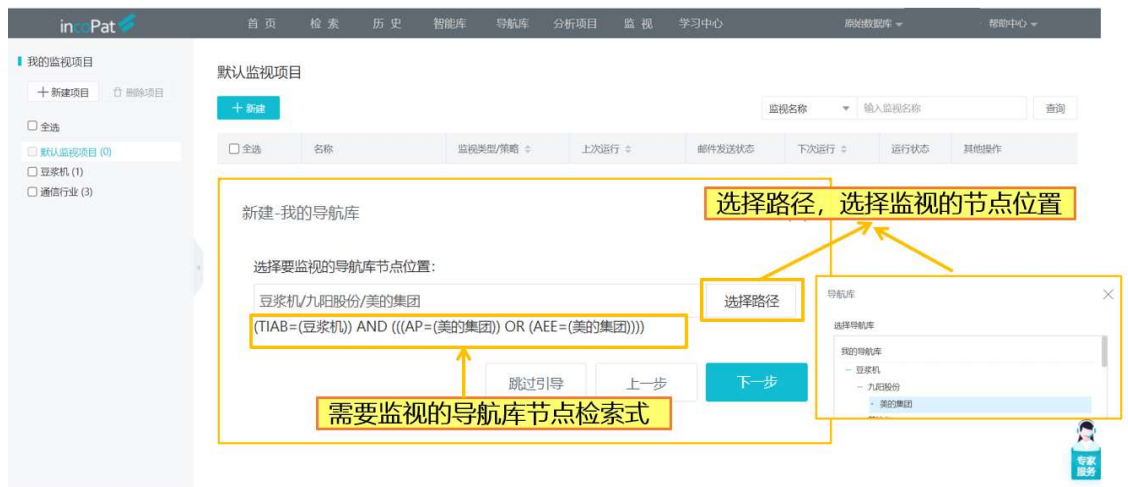 incoPat
首 页 检 索 历 史 智能库 导航库 分析项目 监 视 学习中心 原始数据库 帮助中心
我的监视项目
十新建项目 删除项目
全选
默认监视项目 (0)
豆浆机 (1)
通信行业 (3)
默认监视项目
十新建
监视名称 输入监视名称 查询
全选 名称 监视类型/策略 上次运行 邮件发送状态 下次运行 运行状态 其他操作
新建-我的导航库
选择路径，选择监视的节点位置
选择要监视的导航库节点位置：
豆浆机/九阳股份/美的集团 选择路径
(TIAB=(豆浆机)) AND (((AP=(美的集团)) OR (AEE=(美的集团))))
跳过引导 上一步 下一步
需要监视的导航库节点检索式
导航库
选择导航库
我的导航库
豆浆机
九阳股份
美的集团
专家
服务